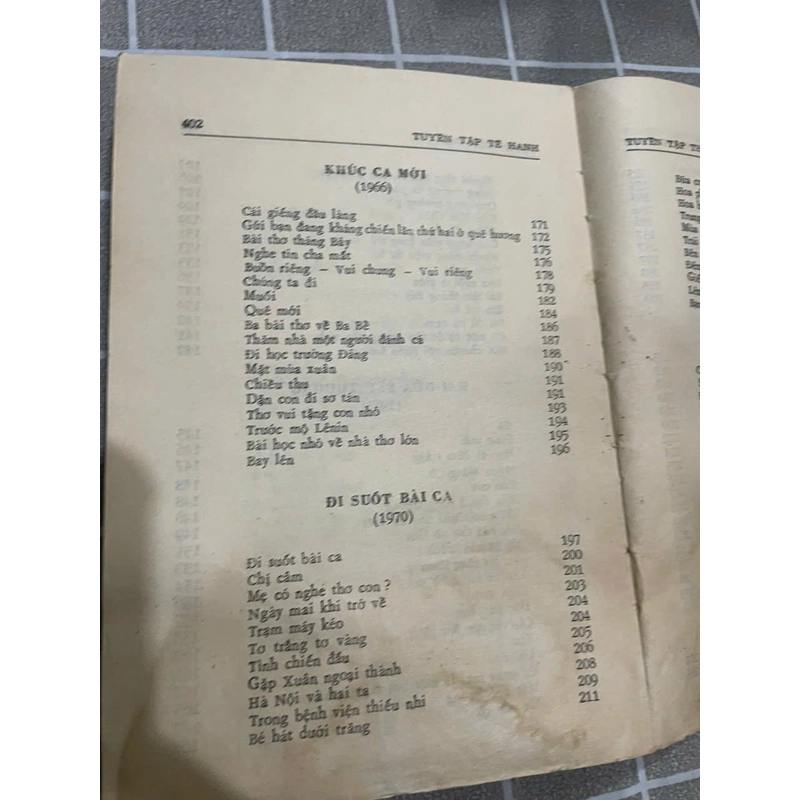 402
TUYỂN TẬP TẾ HANH
KHÚC CA MỚI
(1966)
Cái giếng đầu làng 171
Gửi bạn đang kháng chiến lần thứ hai ở quê hương 172
Bài thơ tháng Bảy 175
Nghe tin cha mất 176
Buồn riêng — Vui chung — Vui riêng 178
Chúng ta đi 179
Muối 182
Quê mới 184
Ba bài thơ về Ba Bể 186
Thăm nhà một người đánh cá 187
Đi học trường Đảng 188
Mặt mùa xuân 190
Chiều thu 191
Dặn con đi sơ tán 191
Thơ vui tặng con nhỏ 193
Trước mộ Lênin 194
Bài học nhỏ về nhà thơ lớn 195
Bay lên 196
ĐI SUỐT BÀI CA
(1970)
Đi suốt bài ca 197
Chị câm 200
Mẹ có nghé thơ con ? 201
Ngày mai khi trở về 203
Trạm máy kéo 204
Tơ trắng tơ vàng 204
Tình chiến đấu 205
Gặp Xuân ngoại thành 206
Hà Nội và hai ta 208
Trong bệnh viện thiếu nhi 209
Bé hát dưới trăng 211
TUYỂN TẬP
Hoa
Hoa
Trung
Mùa
Trái
Bến
Đến